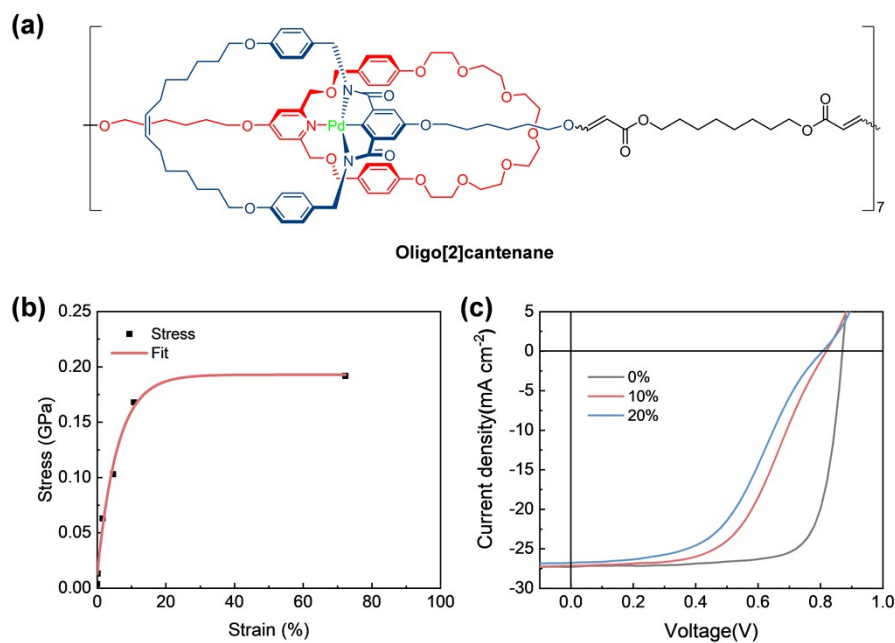 (a)
O
O
O
O
O
O
O
O
N
O
O
O
N
Pd
O
O
O
O
O
O
O
N
O
O
O
O
O
O
O
O
7
Oligo[2]cantenane
(b)
0.25
0.20
0.15
0.10
0.05
0.00
Stress (GPa)
Stress
Fit
0
20
40
60
80
100
Strain (%)
(c)
5
0
-5
-10
-15
-20
-25
-30
Current density(mA cm-2)
0%
10%
20%
0.0
0.2
0.4
0.6
0.8
1.0
Voltage(V)